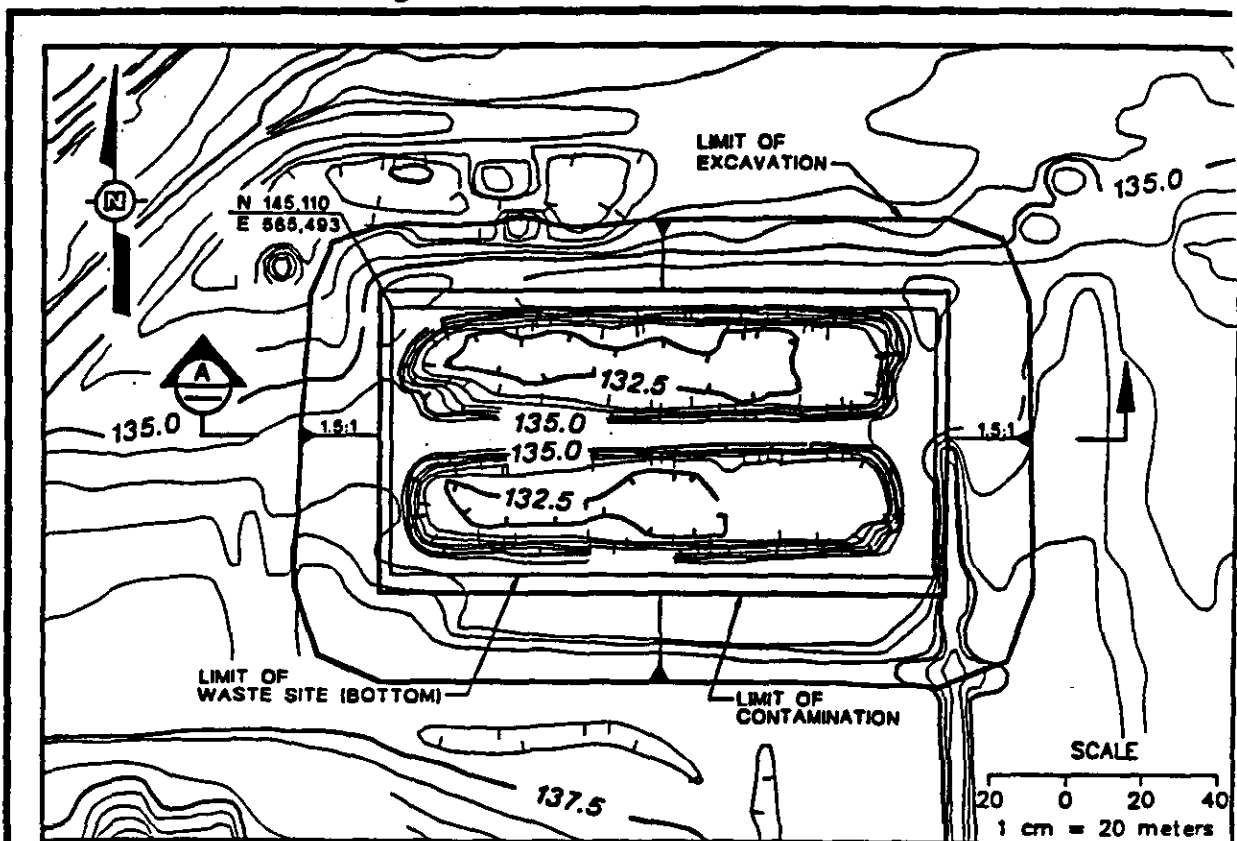 LIMIT OF
EXCAVATION
135.0
N
N 145,110
E 565,493
A
132.5
135.0
135.0
1.5:1
1.5:1
135.0
132.5
LIMIT OF
WASTE SITE (BOTTOM)
LIMIT OF
CONTAMINATION
SCALE
137.5
20 0 20 40
1 cm = 20 meters